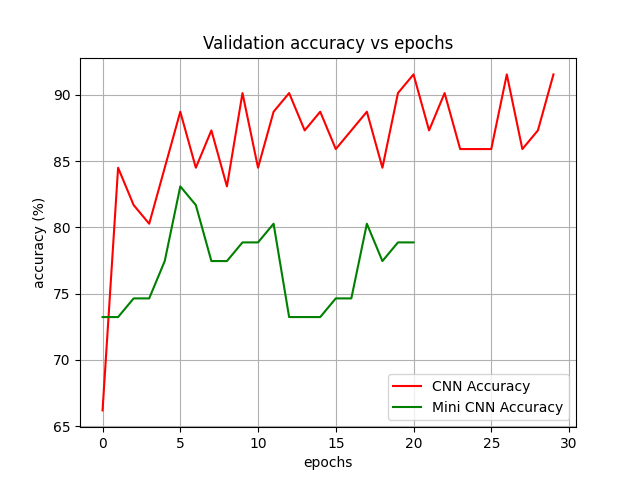 Validation accuracy vs epochs
accuracy (%)
90
85
80
75
70
65
0 5 10 15 20 25 30
epochs
CNN Accuracy
Mini CNN Accuracy